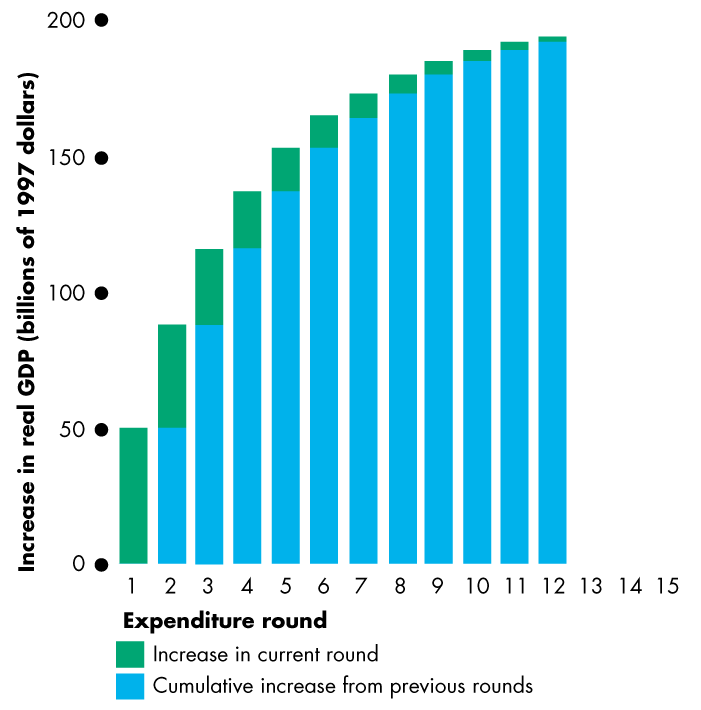 Increase in real GDP (billions of 1997 dollars)
200
150
100
50
0
1 2 3 4 5 6 7 8 9 10 11 12 13 14 15
Expenditure round
Increase in current round
Cumulative increase from previous rounds